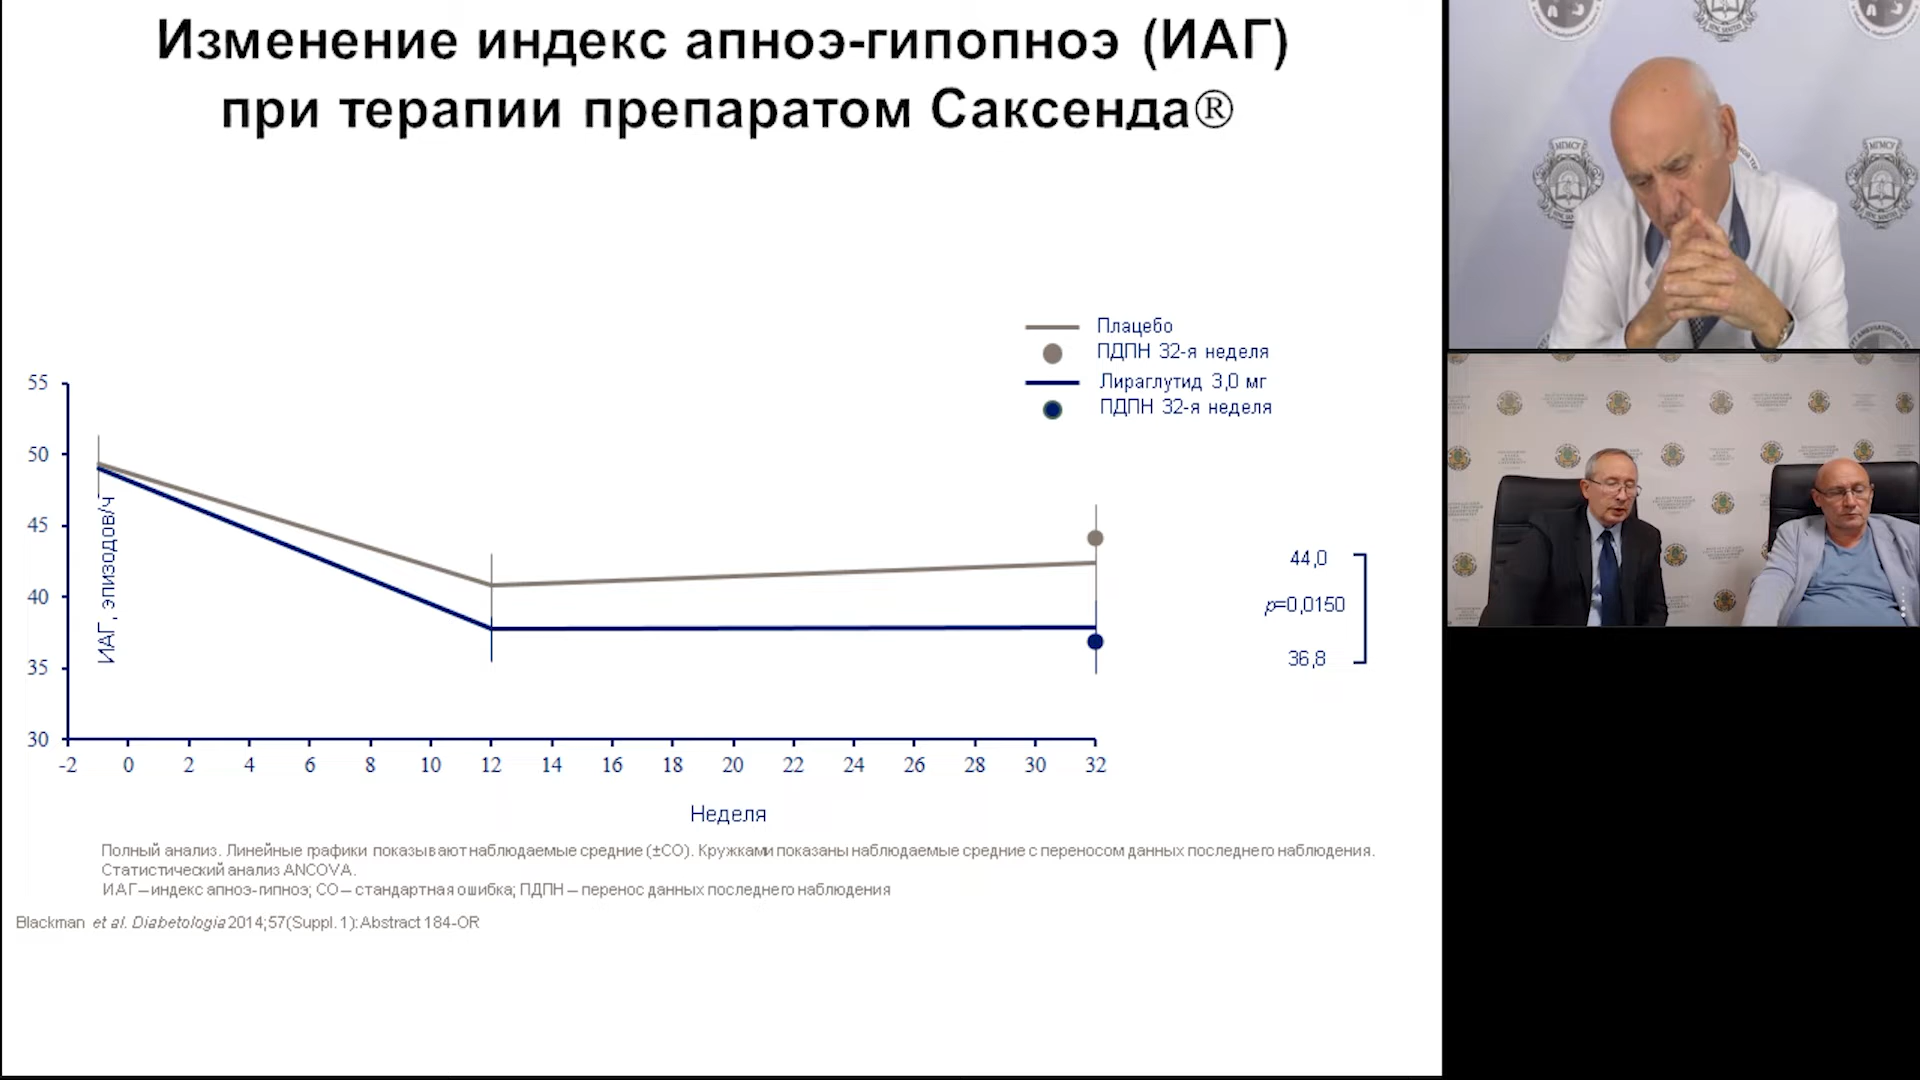 Изменение индекс апноэ-гипопноэ (ИАГ)
при терапии препаратом Саксенда®
Плацебо
ПДПН 32-я неделя
Лираглутид 3,0 мг
ПДПН 32-я неделя
55
50
45
40
35
30
ИАГ, эпизодов/ч
-2 0 2 4 6 8 10 12 14 16 18 20 22 24 26 28 30 32
Неделя
44,0
p=0,0150
36,8
Полный анализ. Линейные графики показывают наблюдаемые средние (±СО). Кружками показаны наблюдаемые средние с переносом данных последнего наблюдения.
Статистический анализ ANCOVA.
ИАГ – индекс апноэ-гипноэ; СО – стандартная ошибка; ПДПН – перенос данных последнего наблюдения
Blackman et al. Diabetologia 2014;57(Suppl. 1):Abstract 184-OR
МГМСУ
МГМСУ